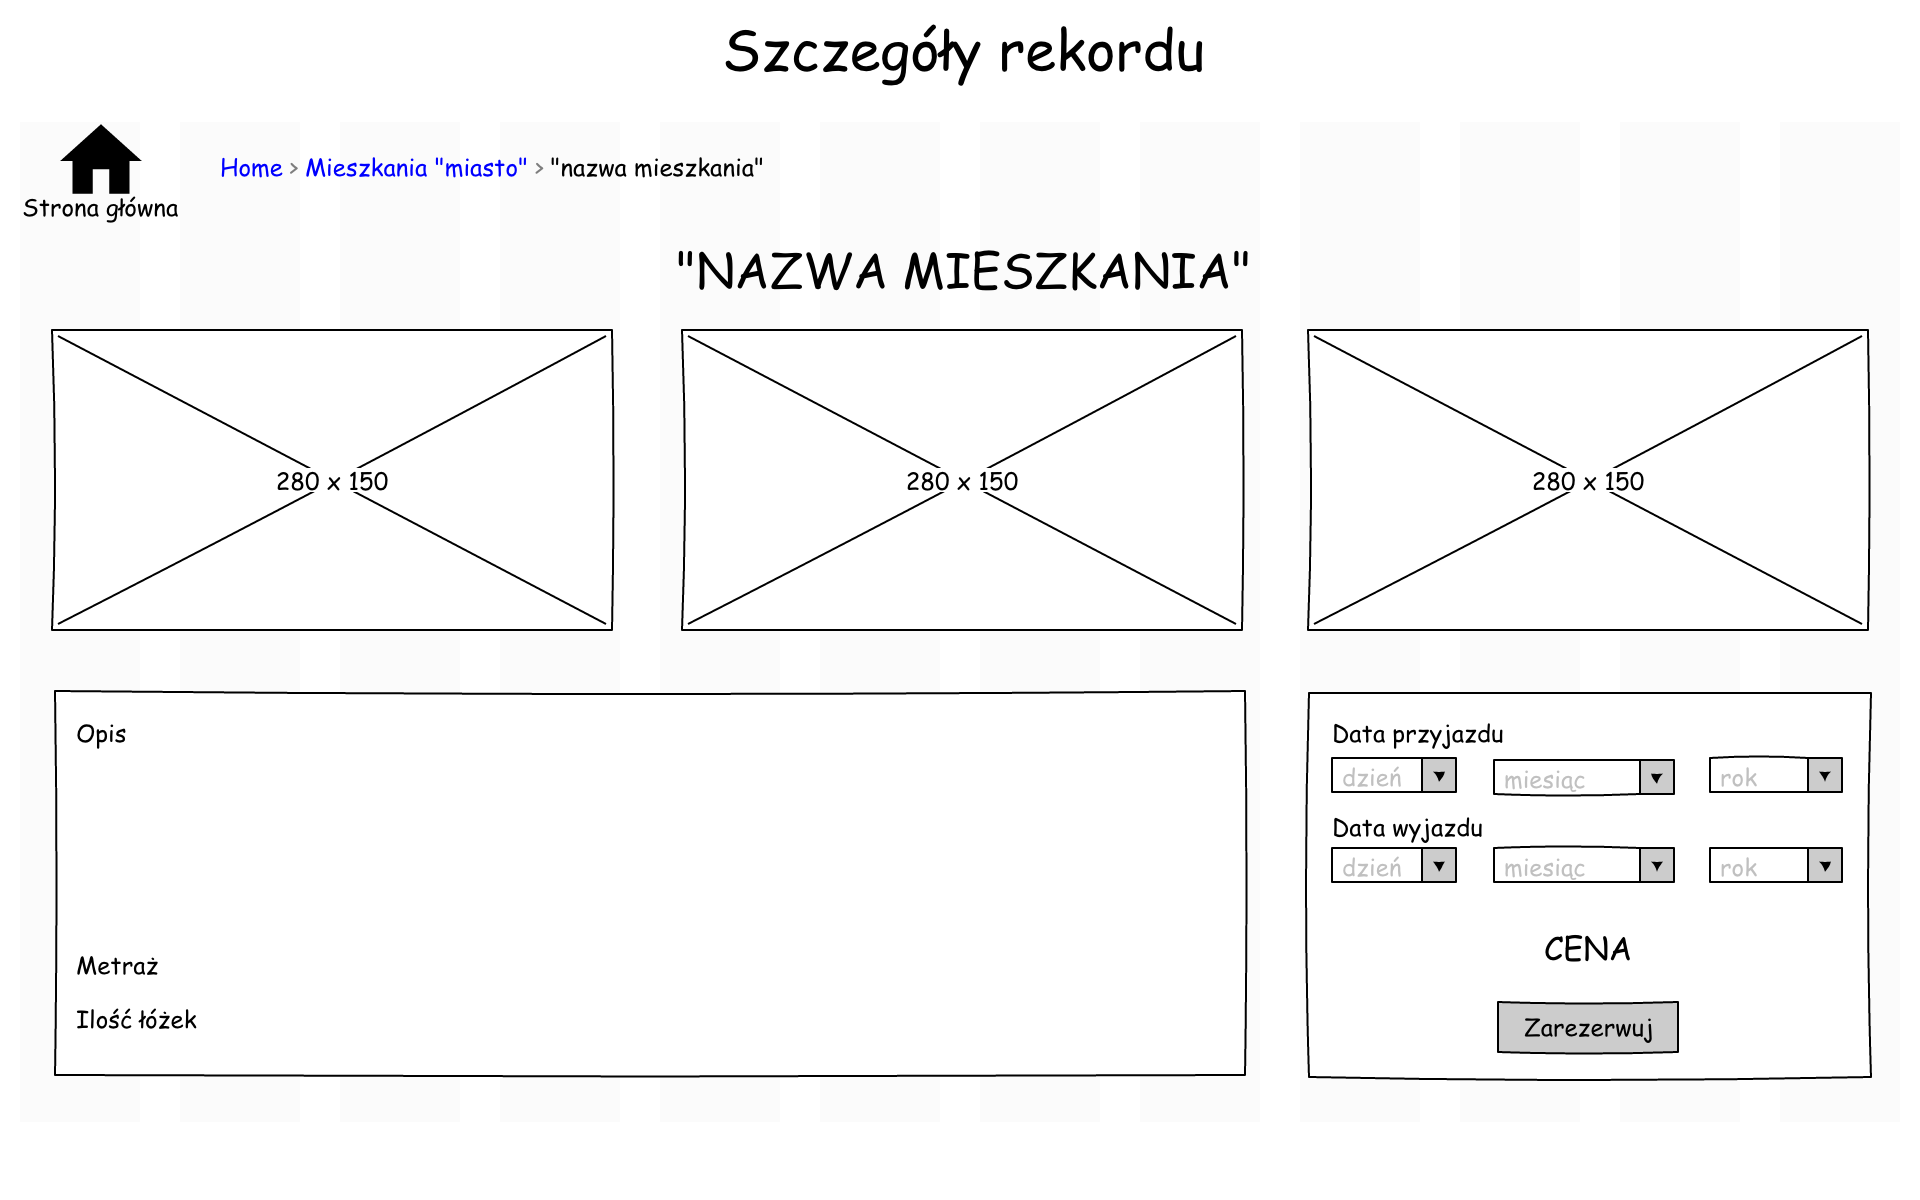 Szczegóły rekordu
Home > Mieszkania "miasto" > "nazwa mieszkania"
Strona główna
"NAZWA MIESZKANIA"
280 x 150
280 x 150
280 x 150
Opis
Metraż
Ilość łóżek
Data przyjazdu
dzień miesiąc rok
Data wyjazdu
dzień miesiąc rok
CENA
Zarezerwuj